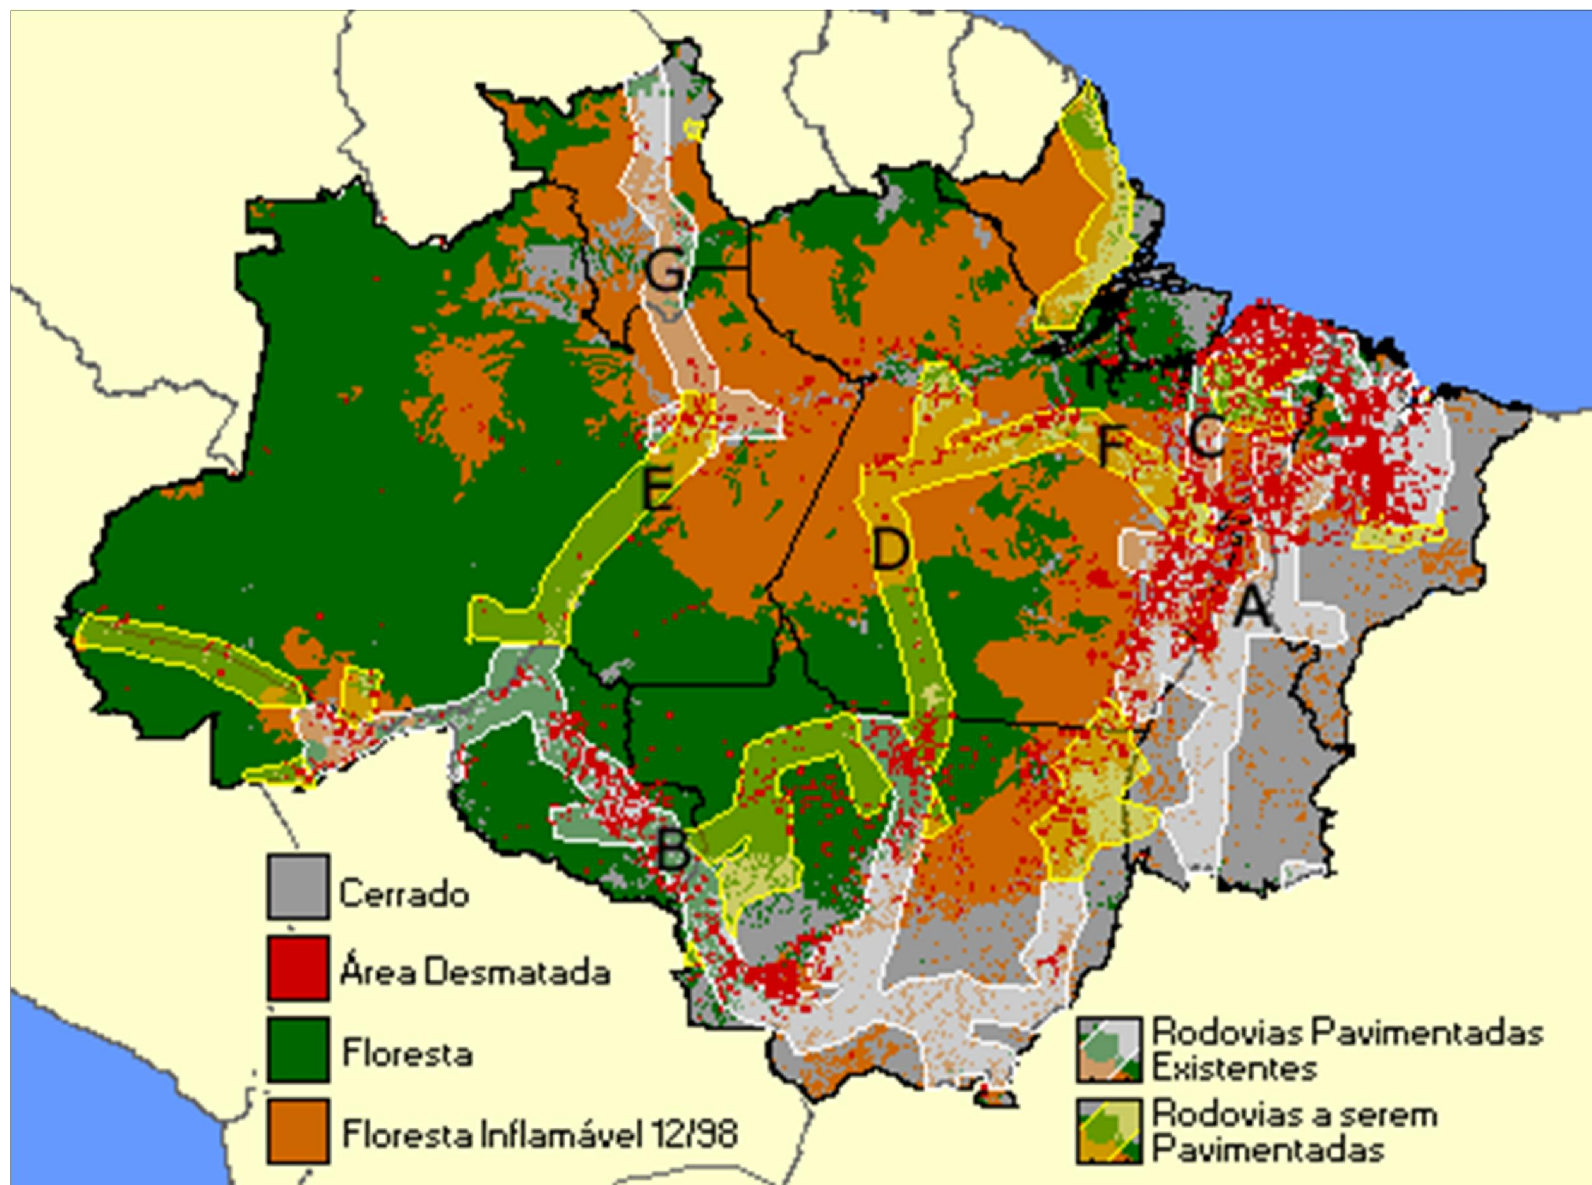 G
E
F
C
D
A
B
Cerrado
Área Desmatada
Floresta
Floresta Inflamável 12/98
Rodovias Pavimentadas
Existentes
Rodovias a serem
Pavimentadas